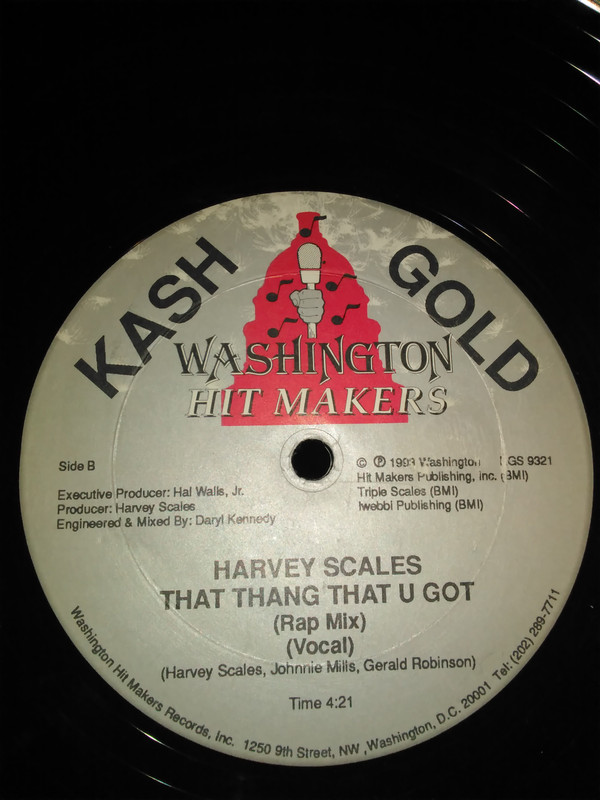 KASH GOLD
WASHINGTON
HIT MAKERS
Side B
Executive Producer: Hal Walls, Jr.
Producer: Harvey Scales
Engineered & Mixed By: Daryl Kennedy
© ℗ 1993 Washington GS 9321
Hit Makers Publishing, Inc. (BMI)
Triple Scales (BMI)
Iwebbi Publishing (BMI)
HARVEY SCALES
THAT THANG THAT U GOT
(Rap Mix)
(Vocal)
(Harvey Scales, Johnnie Mills, Gerald Robinson)
Time 4:21
Washington Hit Makers Records, Inc. 1250 9th Street, NW ,Washington, D.C. 20001 Tel: (202) 289-7711